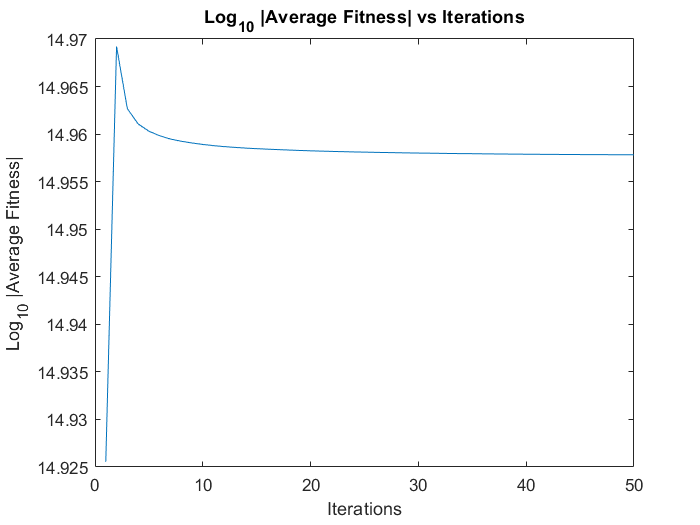 Log10 |Average Fitness| vs Iterations
14.97
14.965
14.96
14.955
14.95
14.945
14.94
14.935
14.93
14.925
Log10 |Average Fitness|
0 10 20 30 40 50
Iterations